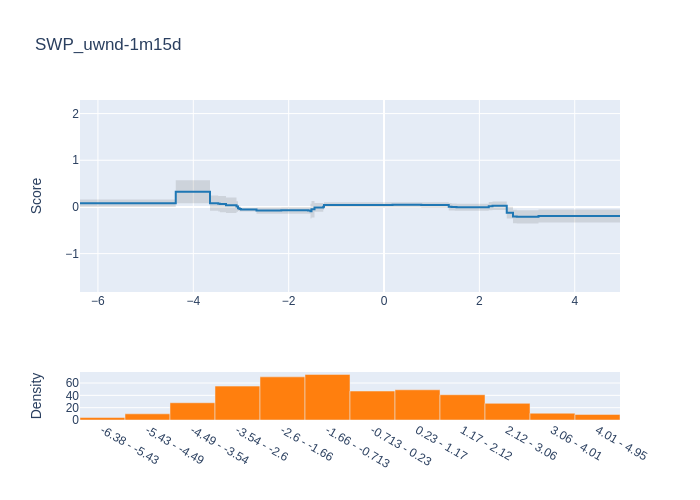 SWP_uwnd-1m15d
Score
2
1
0
−1
−6
−4
−2
0
2
4
Density
60
40
20
0
-6.38 - -5.43
-5.43 - -4.49
-4.49 - -3.54
-3.54 - -2.6
-2.6 - -1.66
-1.66 - -0.713
-0.713 - 0.23
0.23 - 1.17
1.17 - 2.12
2.12 - 3.06
3.06 - 4.01
4.01 - 4.95